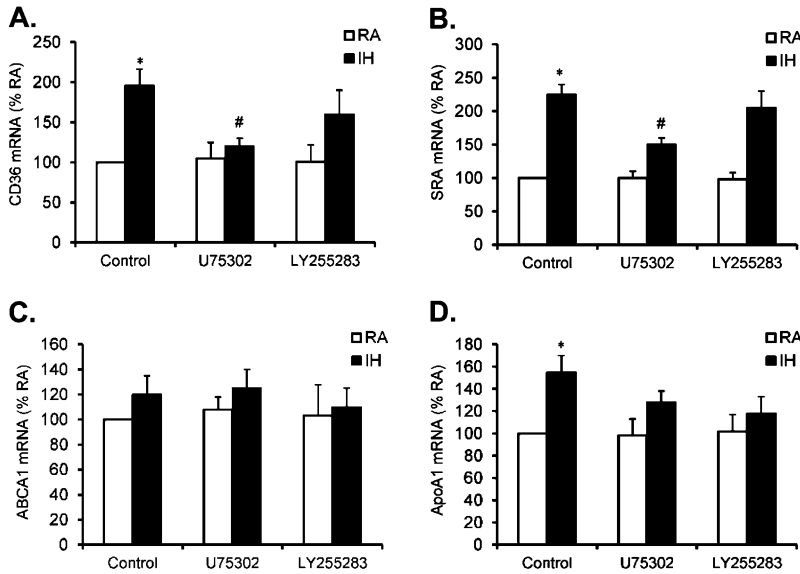 A.
RA
IH
CD36 mRNA (% RA)
250
200
150
100
50
0
*
#
Control
U75302
LY255283
B.
RA
IH
SRA mRNA (% RA)
300
250
200
150
100
50
0
*
#
Control
U75302
LY255283
C.
RA
IH
ABCA1 mRNA (% RA)
160
140
120
100
80
60
40
20
0
Control
U75302
LY255283
D.
RA
IH
ApoA1 mRNA (% RA)
180
160
140
120
100
80
60
40
20
0
*
Control
U75302
LY255283